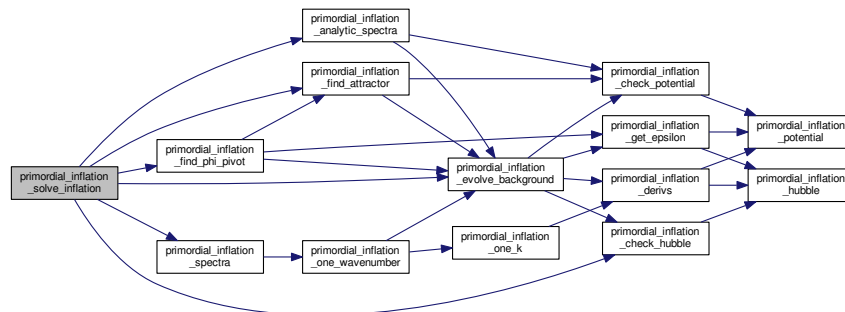 primordial_inflation
_solve_inflation
primordial_inflation
_analytic_spectra
primordial_inflation
_find_attractor
primordial_inflation
_find_phi_pivot
primordial_inflation
_spectra
primordial_inflation
_one_wavenumber
primordial_inflation
_evolve_background
primordial_inflation
_one_k
primordial_inflation
_check_potential
primordial_inflation
_get_epsilon
primordial_inflation
_derivs
primordial_inflation
_check_hubble
primordial_inflation
_potential
primordial_inflation
_hubble